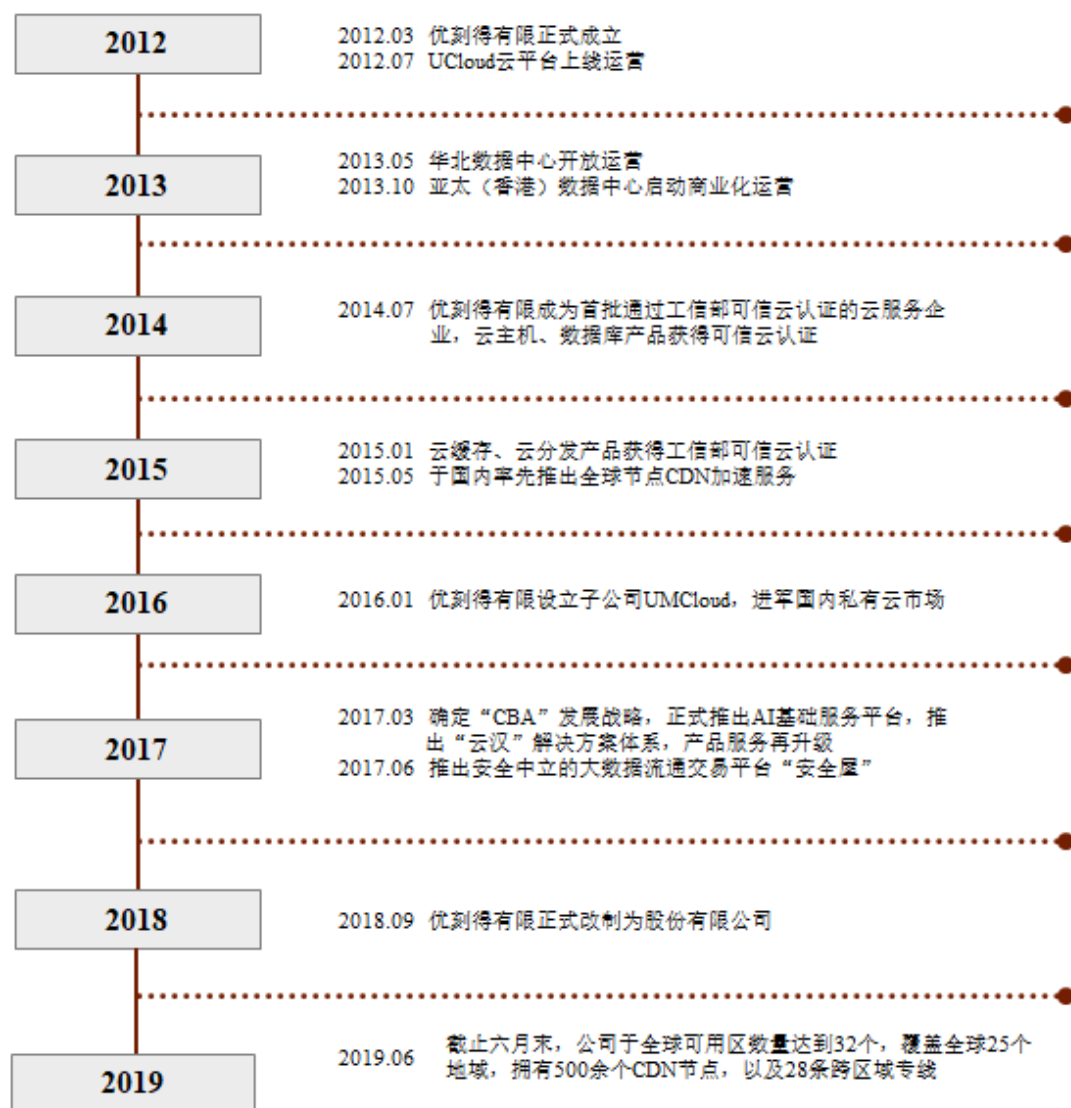 2012
2012.03 优刻得有限正式成立
2012.07 UCloud云平台上线运营
2013
2013.05 华北数据中心开放运营
2013.10 亚太（香港）数据中心启动商业化运营
2014
2014.07 优刻得有限成为首批通过工信部可信云认证的云服务企
业，云主机、数据库产品获得可信云认证
2015
2015.01 云缓存、云分发产品获得工信部可信云认证
2015.05 于国内率先推出全球节点CDN加速服务
2016
2016.01 优刻得有限设立子公司UMCloud，进军国内私有云市场
2017
2017.03 确定“CBA”发展战略，正式推出AI基础服务平台，推
出“云汉”解决方案体系，产品服务再升级
2017.06 推出安全中立的大数据流通交易平台“安全屋”
2018
2018.09 优刻得有限正式改制为股份有限公司
2019
2019.06 截止六月末，公司于全球可用区数量达到32个，覆盖全球25个
地域，拥有500余个CDN节点，以及28条跨区域专线